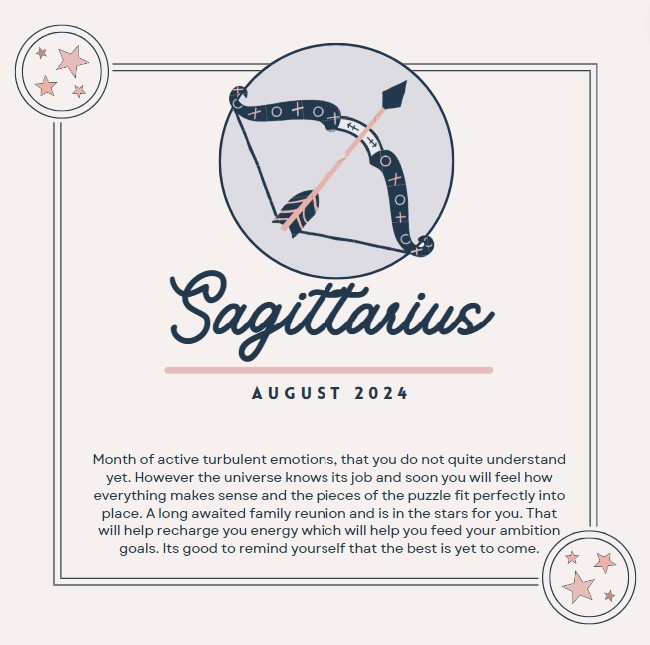 Sagittarius
AUGUST 2024
Month of active turbulent emotions, that you do not quite understand
yet. However the universe knows its job and soon you will feel how
everything makes sense and the pieces of the puzzle fit perfectly into
place. A long awaited family reunion and is in the stars for you. That
will help recharge you energy which will help you feed your ambition
goals. Its good to remind yourself that the best is yet to come.